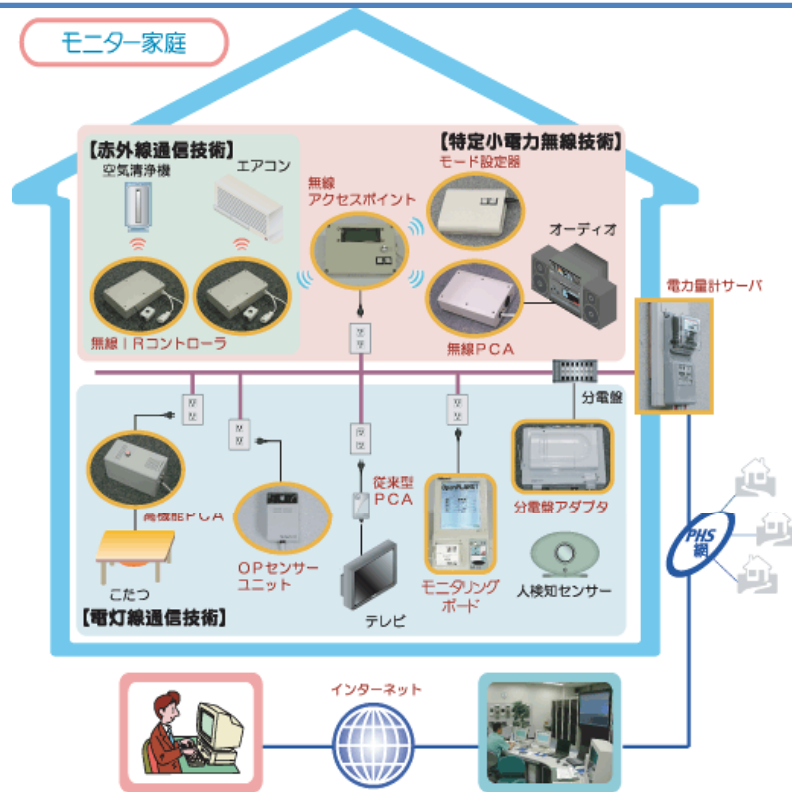 モニター家庭
【赤外線通信技術】
空気清浄機
エアコン
無線IRコントローラ
【特定小電力無線技術】
モード設定器
無線
アクセスポイント
オーディオ
無線PCA
電力量計サーバ
分電盤
高機能PCA
こたつ
【電灯線通信技術】
OPセンサー
ユニット
従来型
PCA
テレビ
モニタリング
ボード
分電盤アダプタ
人検知センサー
PHS
網
インターネット